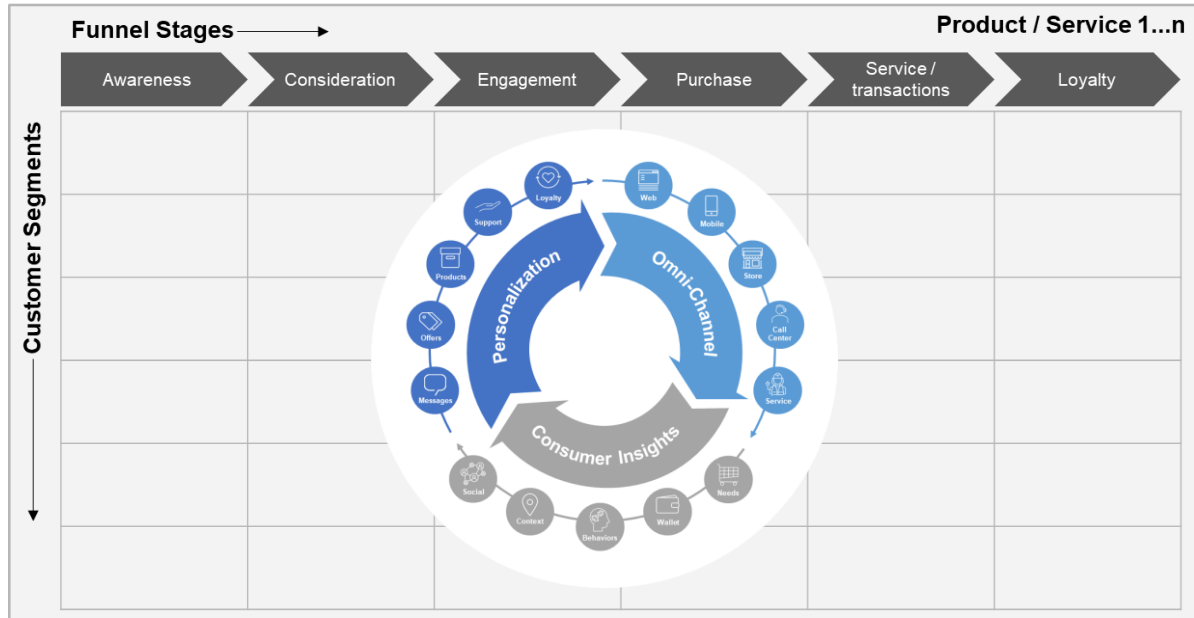 Funnel Stages
Product / Service 1...n
Awareness
Consideration
Engagement
Purchase
Service /
transactions
Loyalty
Customer Segments
Personalization
Loyalty
Support
Products
Offers
Messages
Omni-Channel
Web
Mobile
Store
Call
Center
Service
Consumer Insights
Needs
Wallet
Behaviors
Context
Social